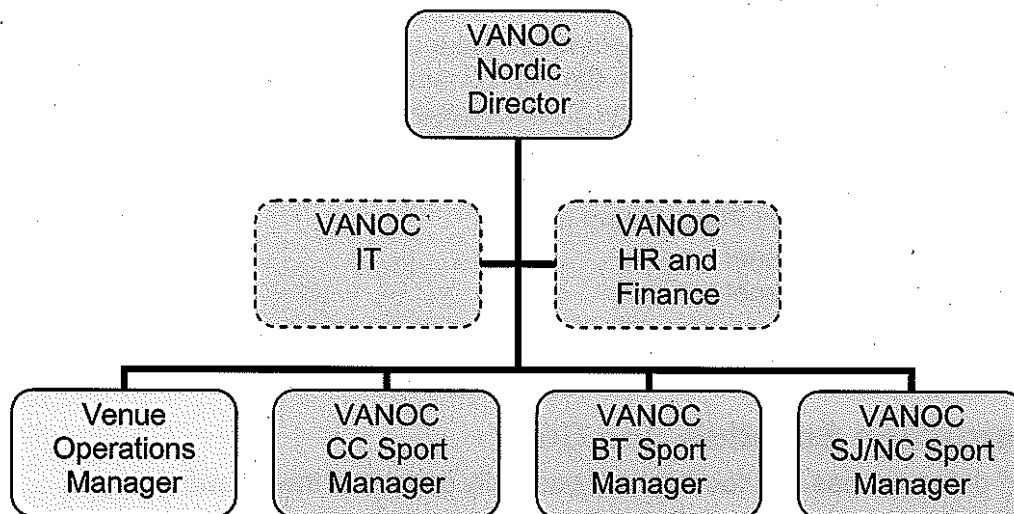 VANOC
Nordic
Director
VANOC
IT
VANOC
HR and
Finance
Venue
Operations
Manager
VANOC
CC Sport
Manager
VANOC
BT Sport
Manager
VANOC
SJ/NC Sport
Manager